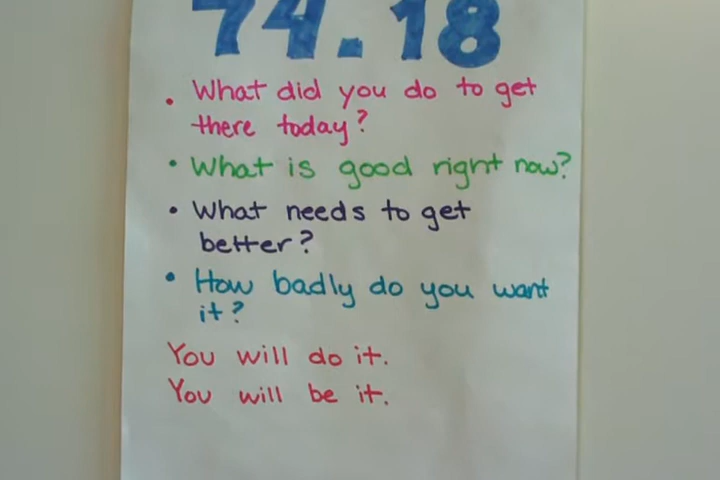 74.18
• What did you do to get
there today?
• What is good right now?
• What needs to get
better?
• How badly do you want
it?
You will do it.
You will be it.